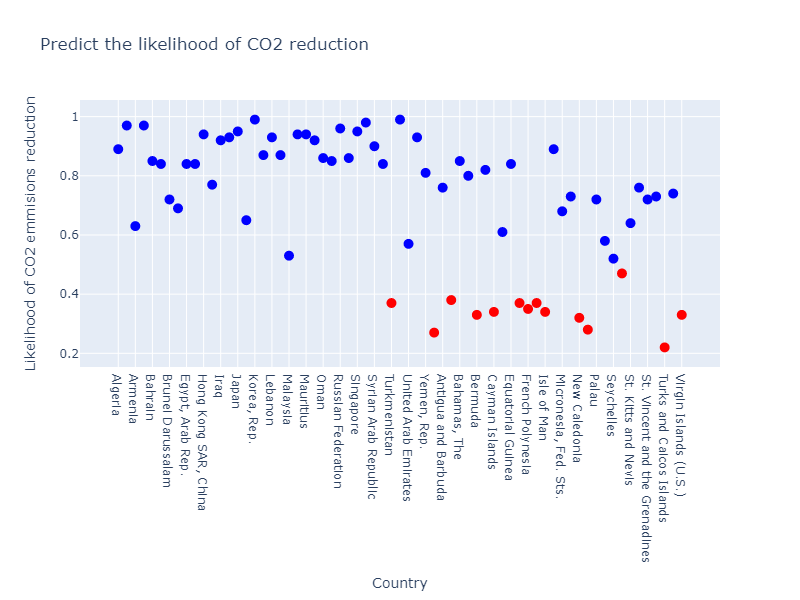 Predict the likelihood of CO2 reduction
Likelihood of CO2 emmisions reduction
1
0.8
0.6
0.4
0.2
Algeria
Armenia
Bahrain
Brunei Darussalam
Egypt, Arab Rep.
Hong Kong SAR, China
Iraq
Japan
Korea, Rep.
Lebanon
Malaysia
Mauritius
Oman
Russian Federation
Singapore
Syrian Arab Republic
Turkmenistan
United Arab Emirates
Yemen, Rep.
Antigua and Barbuda
Bahamas, The
Bermuda
Cayman Islands
Equatorial Guinea
French Polynesia
Isle of Man
Micronesia, Fed. Sts.
New Caledonia
Palau
Seychelles
St. Kitts and Nevis
St. Vincent and the Grenadines
Turks and Caicos Islands
Virgin Islands (U.S.)
Country